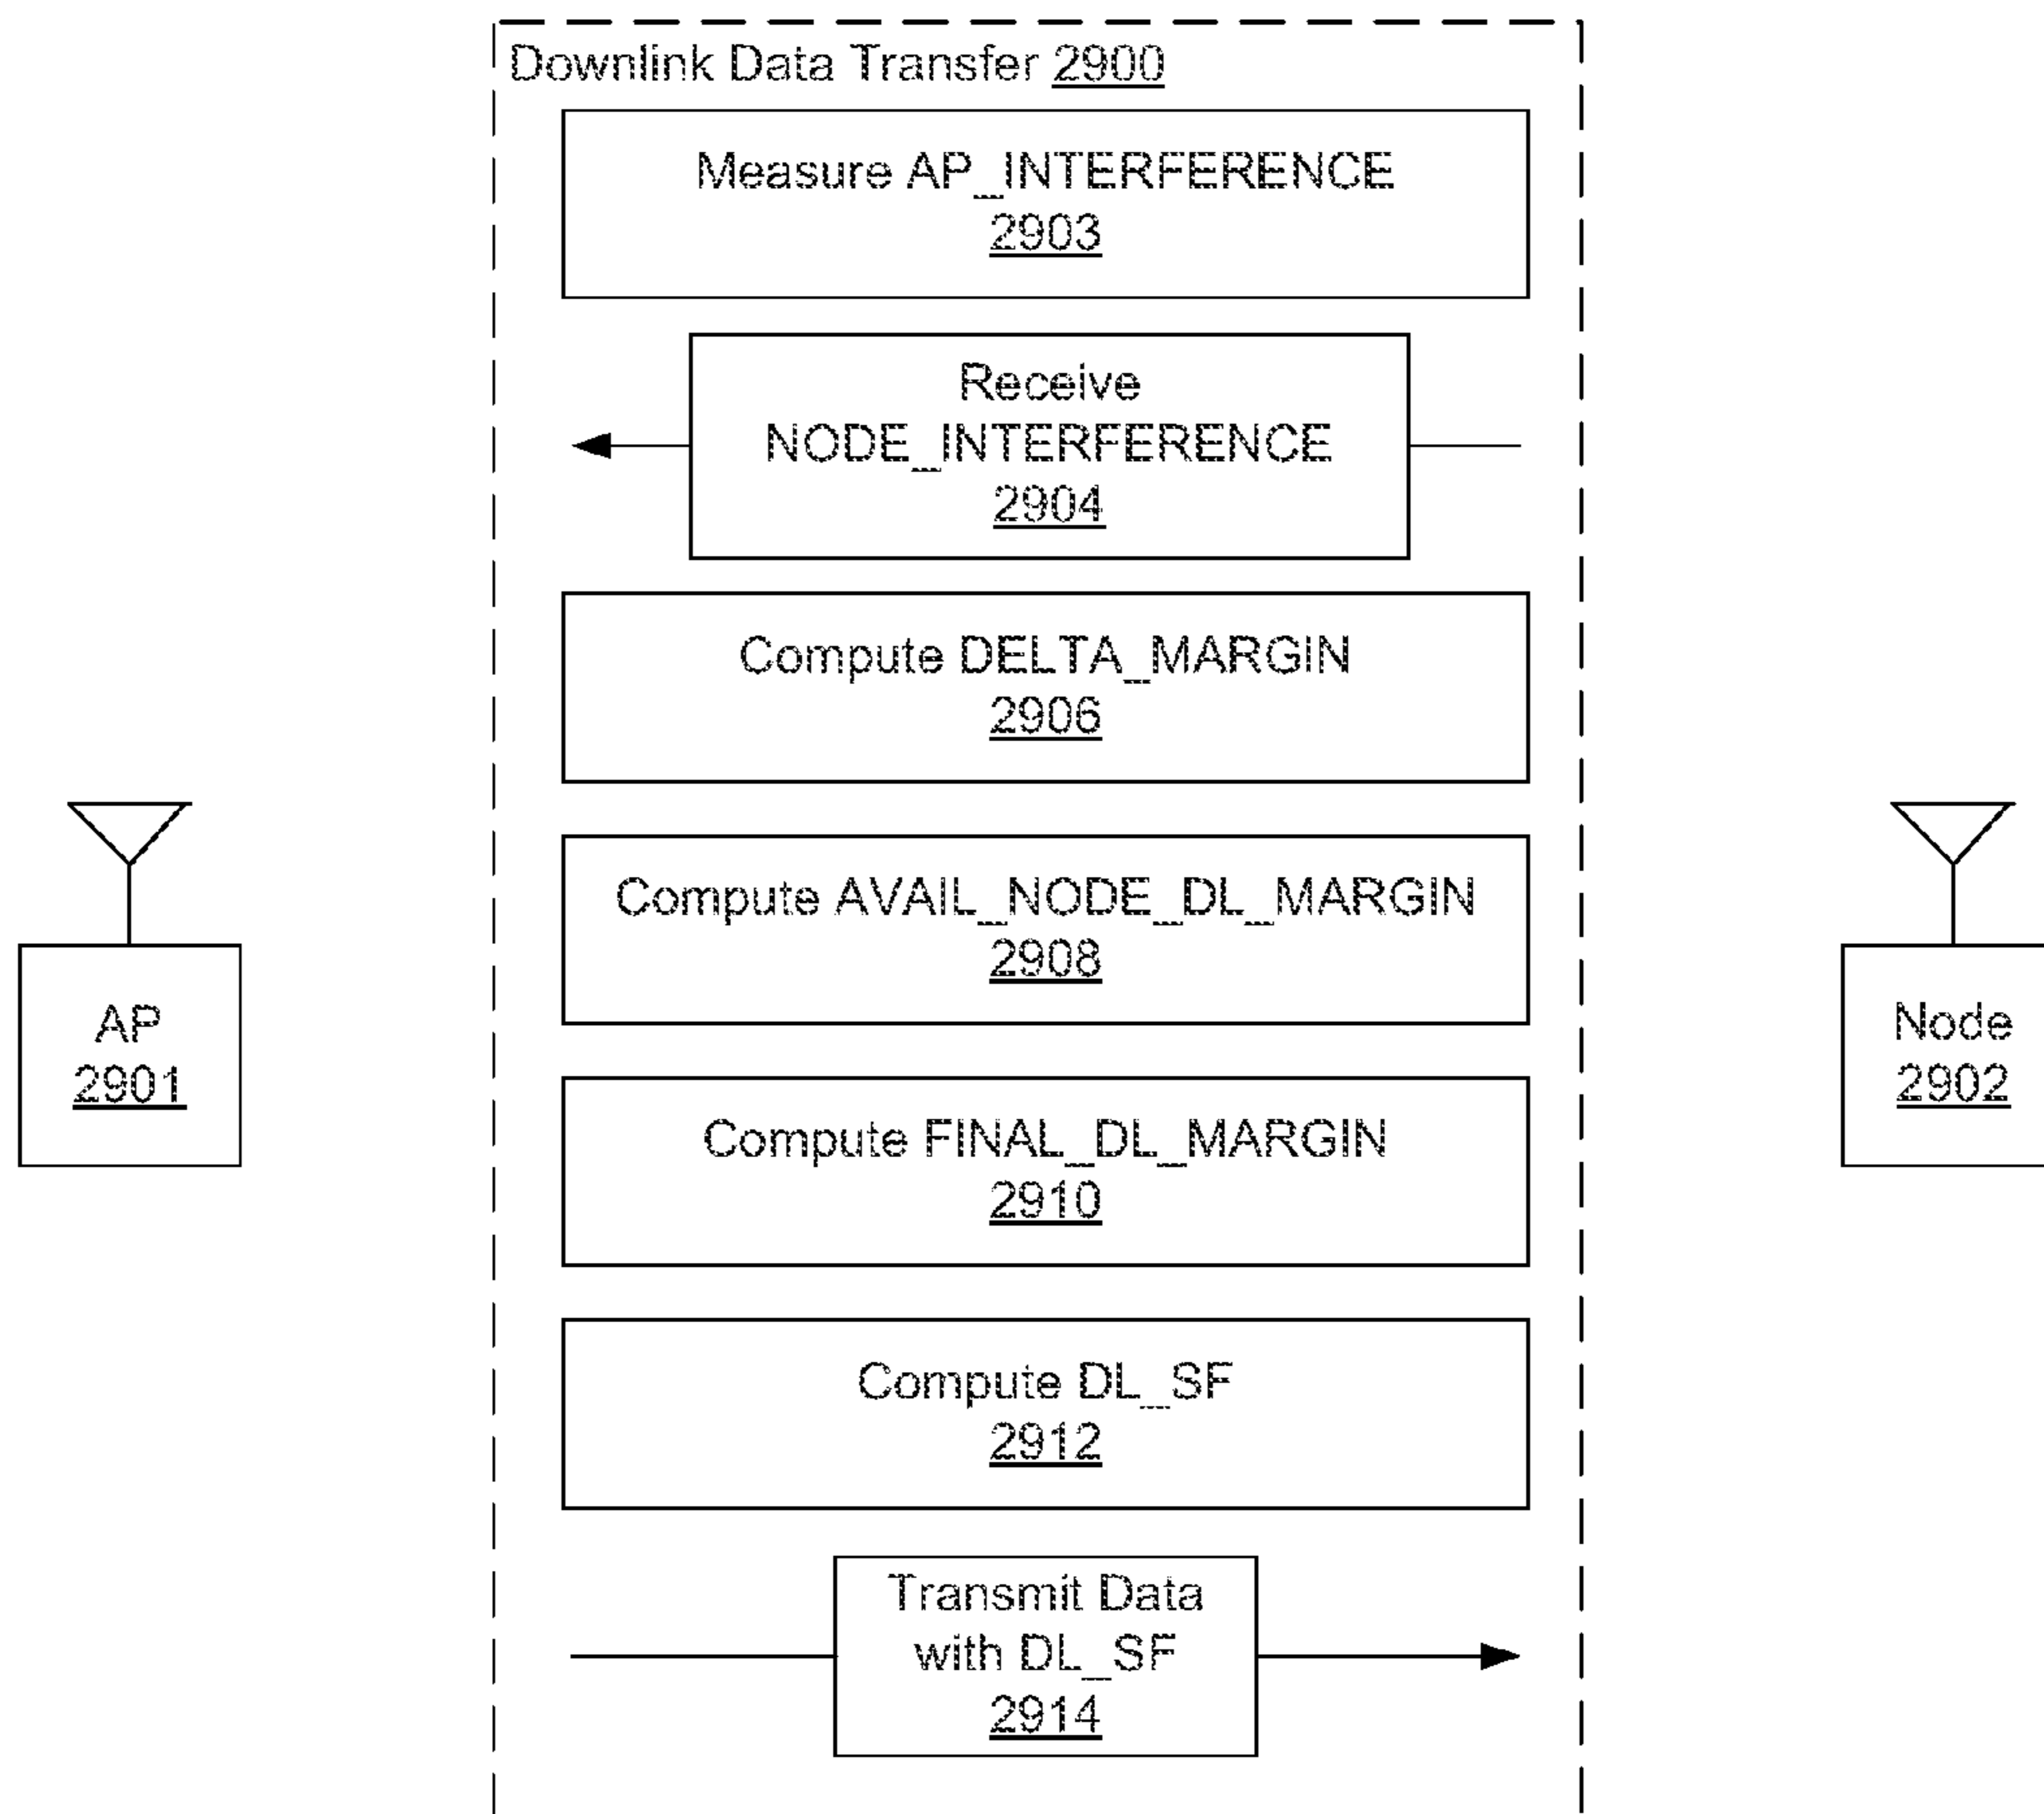 Downlink Data Transfer 2900
Measure AP_INTERFERENCE
2903
Receive
NODE_INTERFERENCE
2904
Compute DELTA_MARGIN
2906
Compute AVAIL_NODE_DL_MARGIN
2908
AP
2901
Node
2902
Compute FINAL_DL_MARGIN
2910
Compute DL_SF
2912
Transmit Data
with DL_SF
2914